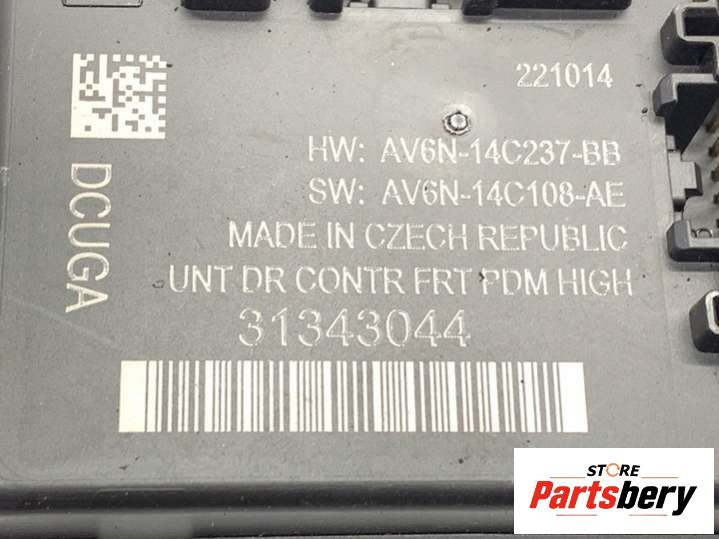 221014
HW: AV6N-14C237-BB
SW: AV6N-14C108-AE
MADE IN CZECH REPUBLIC
UNT DR CONTR FRT PDM HIGH
31343044
DCUGA
STORE
Partsbery